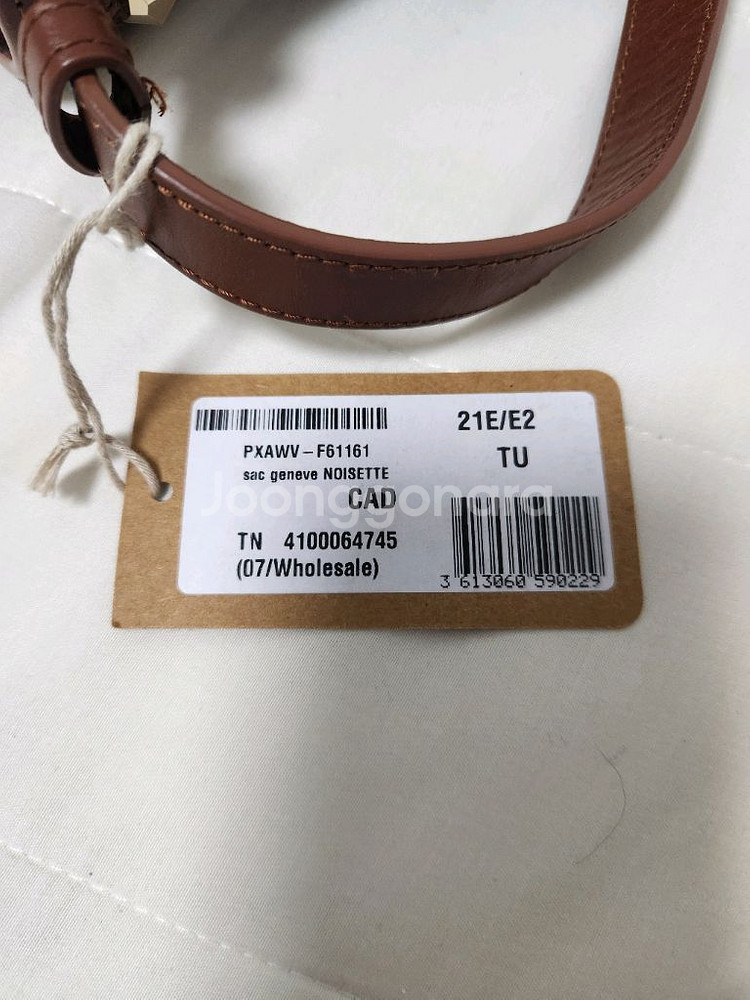 PXAWV-F61161
sac geneve NOISETTE
CAD
TN 4100064745
(07/Wholesale)
21E/E2
TU
3 613060 590229
Joonggonara